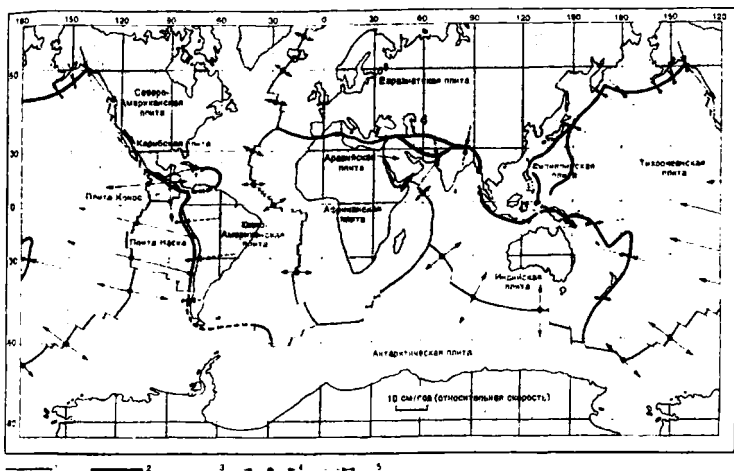 180 150 120 90 60 30 0 30 60 90 120 150 180 150 120
Северо-
Американская
плита
Евразиатская плита
Карибская плита
30
Аравийская
плита
Филиппинская
плита
Тихоокеанская
плита
Плита Кокос
0
Африканская
плита
Южно-
Американская
плита
Плита Наска
30
Индийская
плита
Антарктическая плита
10 см/год (относительная скорость)
1 2 3 4 5